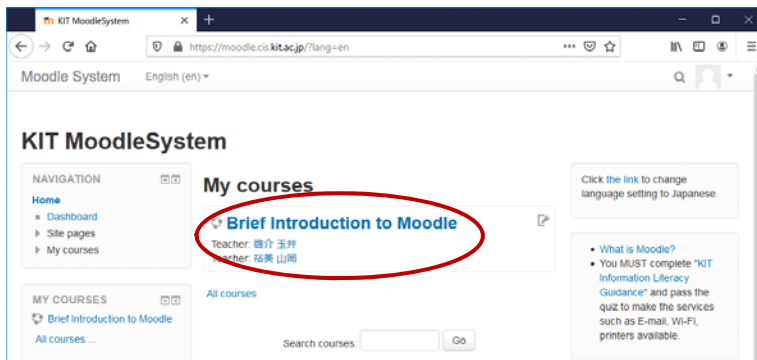 KIT MoodleSystem
https://moodle.cis.kit.ac.jp/?lang=en
Moodle System English (en)
KIT MoodleSystem
NAVIGATION
Home
Dashboard
Site pages
My courses
MY COURSES
Brief Introduction to Moodle
All courses ...
My courses
Brief Introduction to Moodle
Teacher: 啓介 玉井
Teacher: 裕美 山岡
All courses
Search courses: Go
Click the link to change
language setting to Japanese.
What is Moodle?
You MUST complete "KIT
Information Literacy
Guidance" and pass the
quiz to make the services
such as E-mail, Wi-Fi,
printers available.